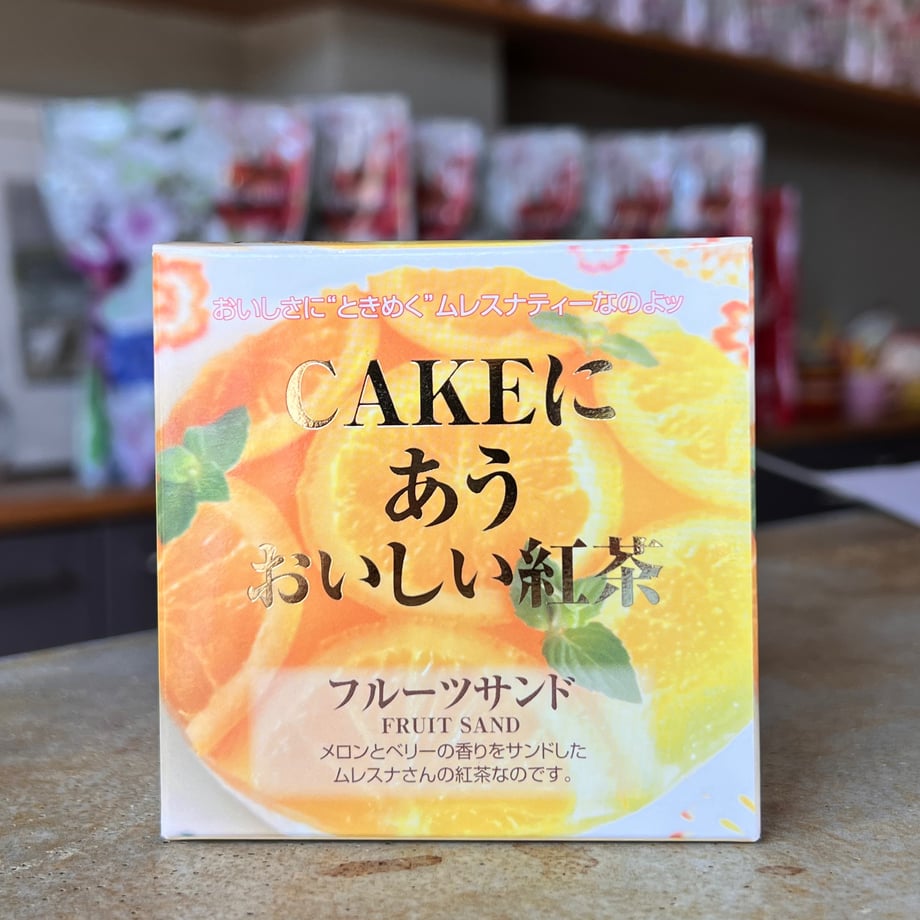 おいしさに“ときめく”ムレスナティーなのよッ
CAKEに
あう
おいしい紅茶
フルーツサンド
FRUIT SAND
メロンとベリーの香りをサンドした
ムレスナさんの紅茶なのです。